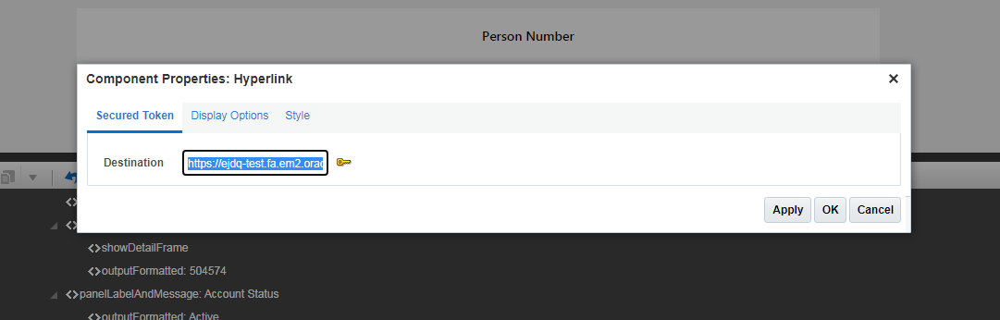 Person Number
Component Properties: Hyperlink
Secured Token Display Options Style
Destination https://ejdq-test.fa.em2.orac
Apply OK Cancel
<>
<>
<>showDetailFrame
<>outputFormatted: 504574
<>panelLabelAndMessage: Account Status
<>outputFormatted: Active